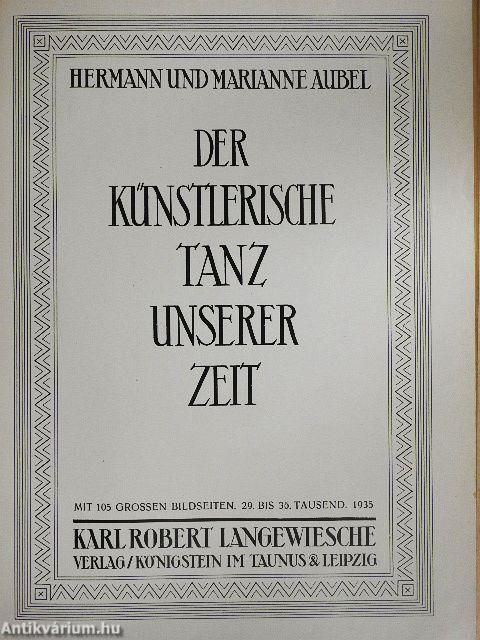 HERMANN UND MARIANNE AUBEL
DER
KÜNSTLERISCHE
TANZ
UNSERER
ZEIT
MIT 105 GROSSEN BILDSEITEN. 29. BIS 36. TAUSEND. 1935
KARL ROBERT LANGEWIESCHE
VERLAG / KÖNIGSTEIN IM TAUNUS & LEIPZIG
Antikvárium.hu